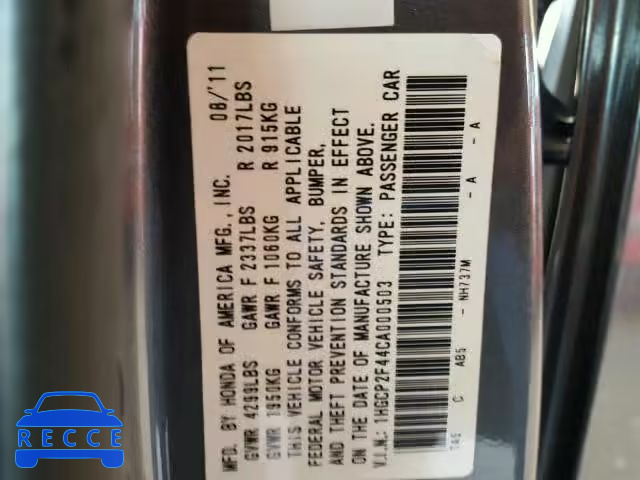 MFD. BY HONDA OF AMERICA MFG., INC. 08/'11
GVWR 4299LBS GAWR F 2337LBS R 2017LBS
GVWR 1950KG GAWR F 1060KG R 915KG
THIS VEHICLE CONFORMS TO ALL APPLICABLE
FEDERAL MOTOR VEHICLE SAFETY, BUMPER,
AND THEFT PREVENTION STANDARDS IN EFFECT
ON THE DATE OF MANUFACTURE SHOWN ABOVE.
V.I.N.: 1HGCP2F44CA000503 TYPE: PASSENGER CAR
TA5 C AB5 - NH737M - A - A
RECCE